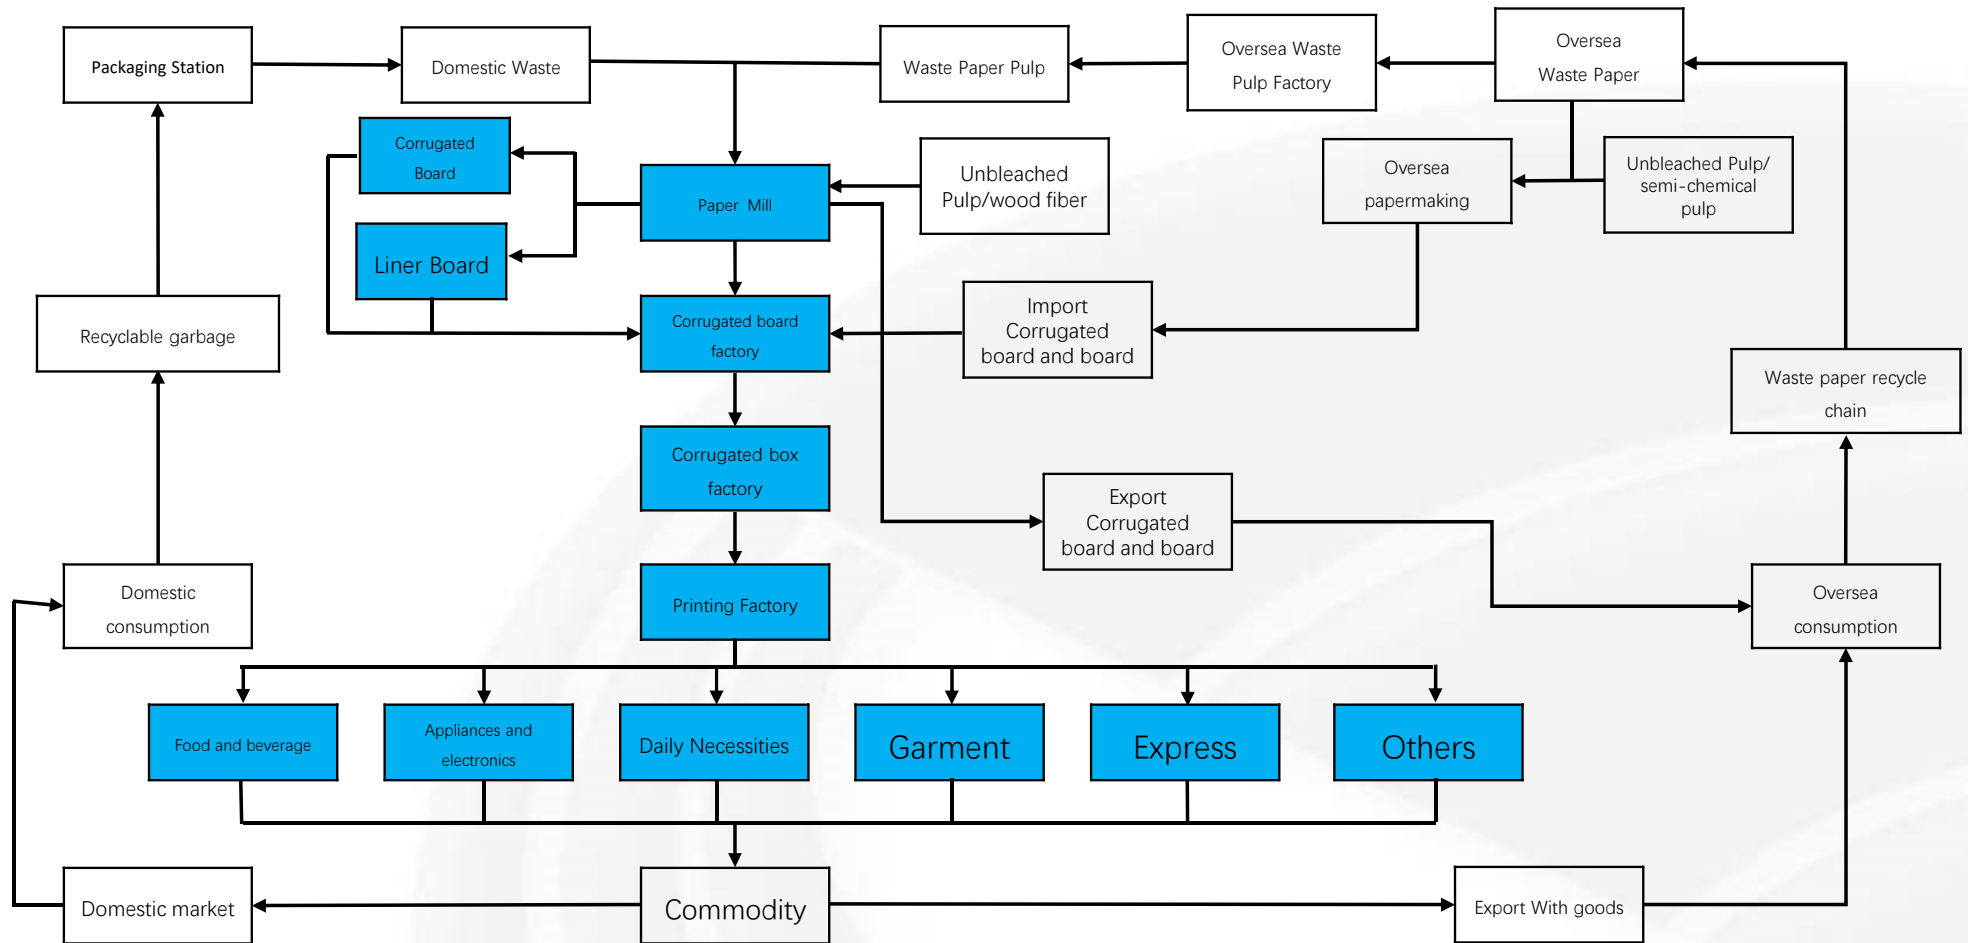 Packaging Station
Domestic Waste
Waste Paper Pulp
Oversea Waste
Pulp Factory
Oversea
Waste Paper
Corrugated
Board
Paper Mill
Unbleached
Pulp/wood fiber
Oversea
papermaking
Unbleached Pulp/
semi-chemical
pulp
Liner Board
Recyclable garbage
Corrugated board
factory
Import
Corrugated
board and board
Waste paper recycle
chain
Corrugated box
factory
Export
Corrugated
board and board
Domestic
consumption
Printing Factory
Oversea
consumption
Food and beverage
Appliances and
electronics
Daily Necessities
Garment
Express
Others
Domestic market
Commodity
Export With goods